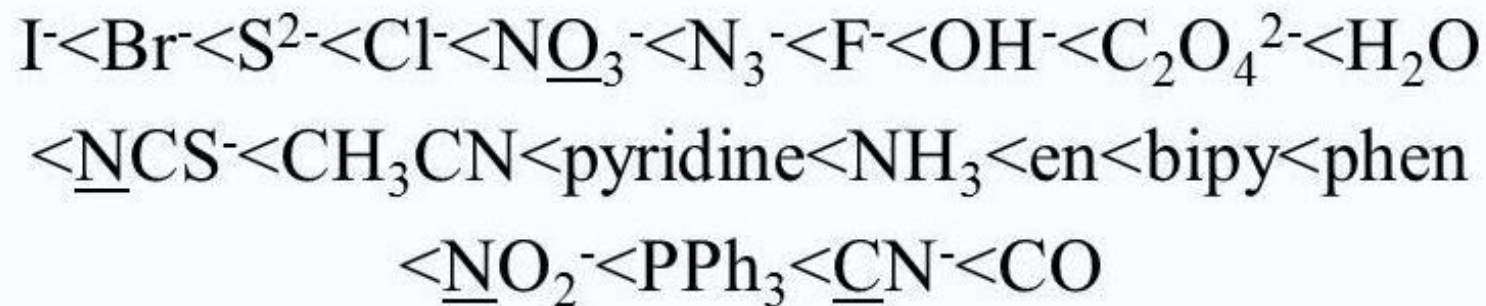 I⁻<Br⁻<S²⁻<Cl⁻<NO₃⁻<N₃⁻<F⁻<OH⁻<C₂O₄²⁻<H₂O
<NCS⁻<CH₃CN<pyridine<NH₃<en<bipy<phen
<NO₂⁻<PPh₃<CN⁻<CO